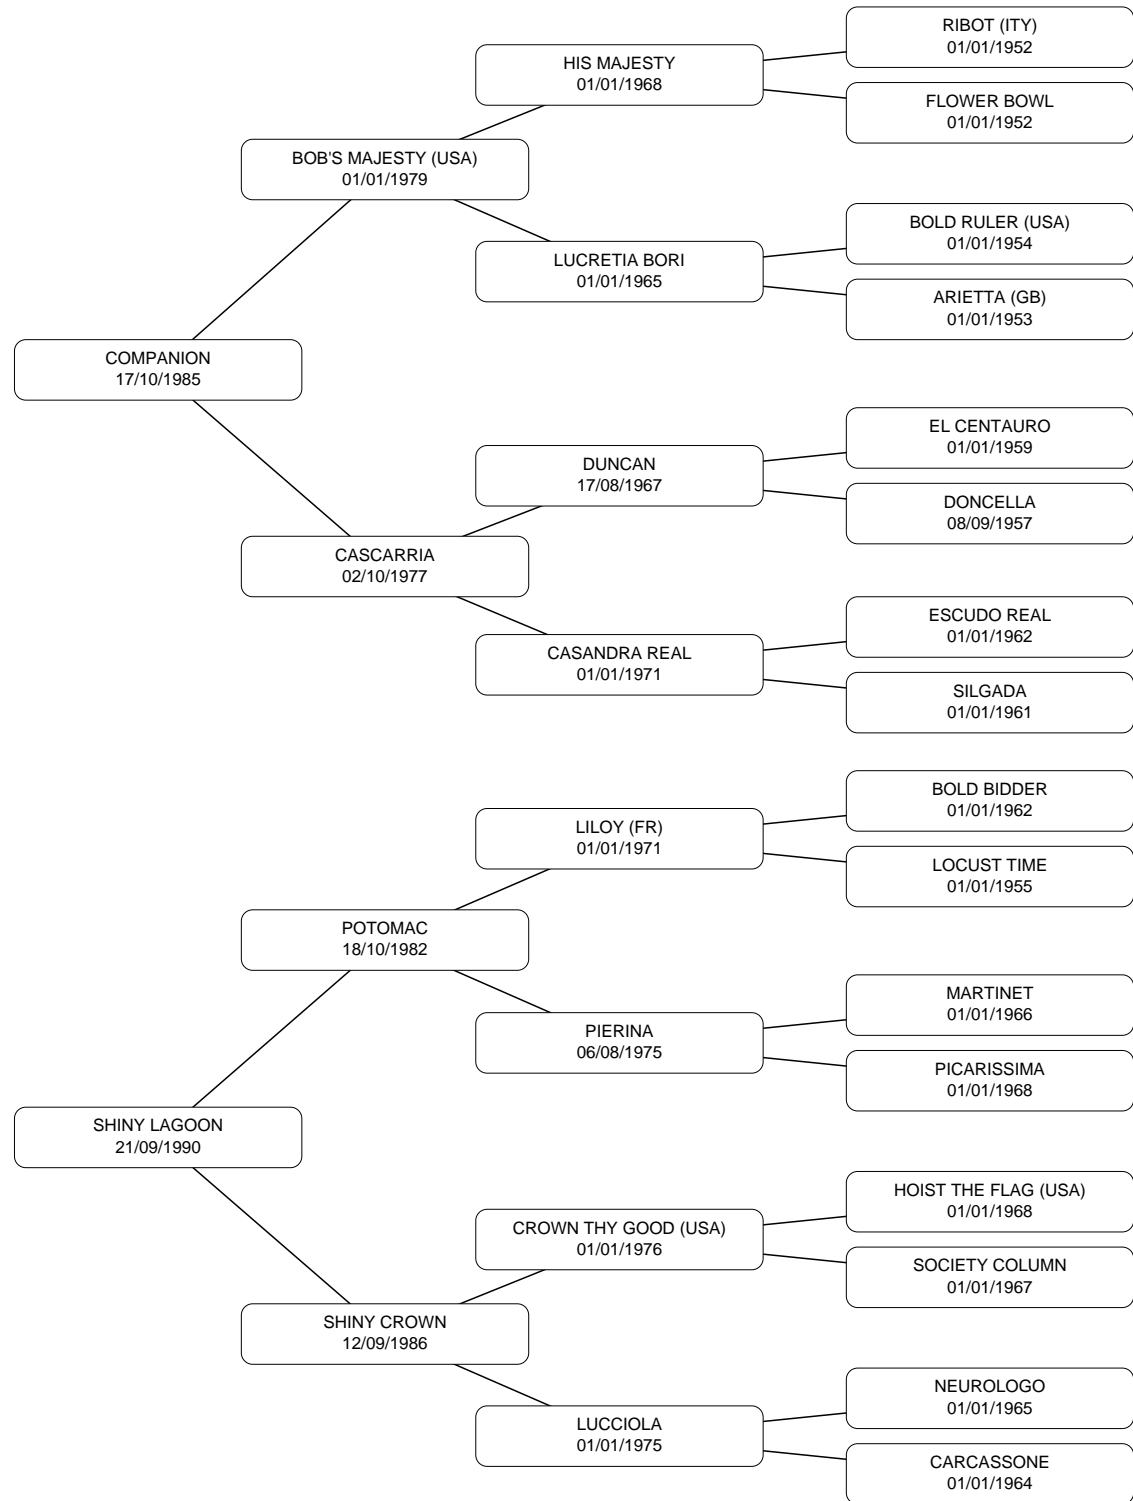 RIBOT (ITY)
01/01/1952
HIS MAJESTY
01/01/1968
FLOWER BOWL
01/01/1952
BOB'S MAJESTY (USA)
01/01/1979
BOLD RULER (USA)
01/01/1954
LUCRETIA BORI
01/01/1965
ARIETTA (GB)
01/01/1953
COMPANION
17/10/1985
EL CENTAURO
01/01/1959
DUNCAN
17/08/1967
DONCELLA
08/09/1957
CASCARRIA
02/10/1977
ESCUDO REAL
01/01/1962
CASANDRA REAL
01/01/1971
SILGADA
01/01/1961
BOLD BIDDER
01/01/1962
LILOY (FR)
01/01/1971
LOCUST TIME
01/01/1955
POTOMAC
18/10/1982
MARTINET
01/01/1966
PIERINA
06/08/1975
PICARISSIMA
01/01/1968
SHINY LAGOON
21/09/1990
HOIST THE FLAG (USA)
01/01/1968
CROWN THY GOOD (USA)
01/01/1976
SOCIETY COLUMN
01/01/1967
SHINY CROWN
12/09/1986
NEUROLOGO
01/01/1965
LUCCIOLA
01/01/1975
CARCASSONE
01/01/1964